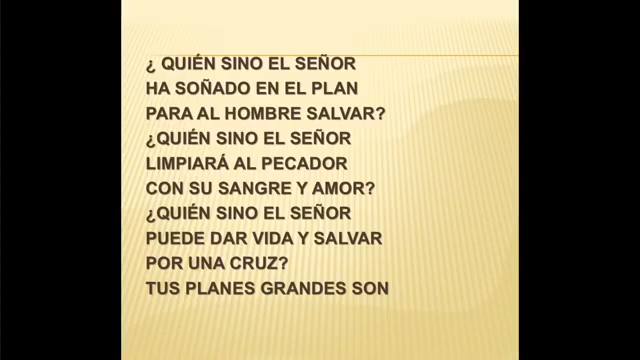 ¿ QUIÉN SINO EL SEÑOR
HA SOÑADO EN EL PLAN
PARA AL HOMBRE SALVAR?
¿QUIÉN SINO EL SEÑOR
LIMPIARÁ AL PECADOR
CON SU SANGRE Y AMOR?
¿QUIÉN SINO EL SEÑOR
PUEDE DAR VIDA Y SALVAR
POR UNA CRUZ?
TUS PLANES GRANDES SON